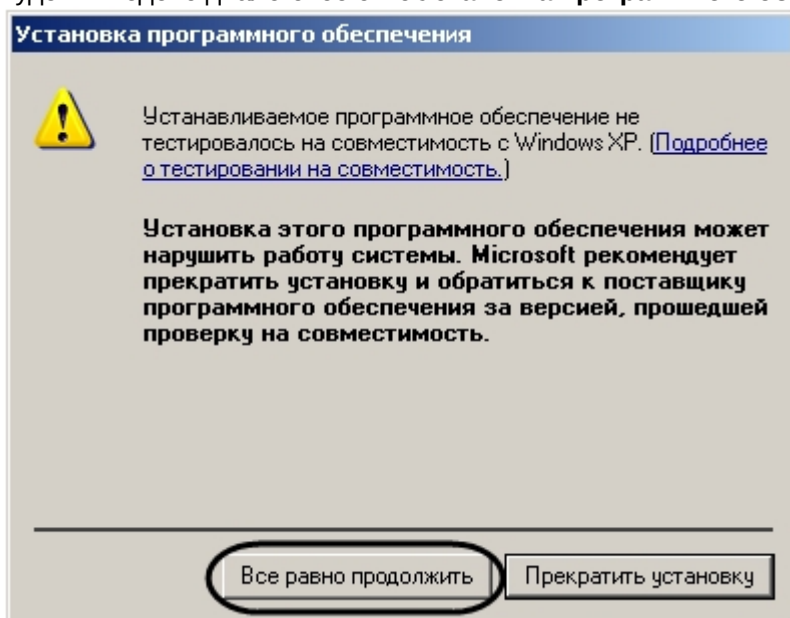 Установка программного обеспечения
Устанавливаемое программное обеспечение не
тестировалось на совместимость с Windows XP. (Подробнее
о тестировании на совместимость.)
Установка этого программного обеспечения может
нарушить работу системы. Microsoft рекомендует
прекратить установку и обратиться к поставщику
программного обеспечения за версией, прошедшей
проверку на совместимость.
Все равно продолжить Прекратить установку